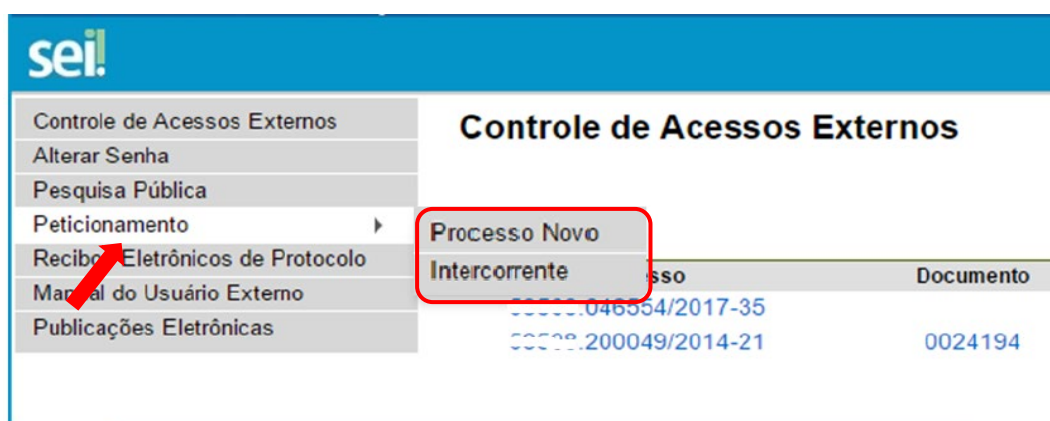 sei!
Controle de Acessos Externos
Alterar Senha
Pesquisa Pública
Peticionamento
Recibos Eletrônicos de Protocolo
Manual do Usuário Externo
Publicações Eletrônicas
Controle de Acessos Externos
Processo Novo
Intercorrente
sso Documento
.046554/2017-35
.200049/2014-21 0024194